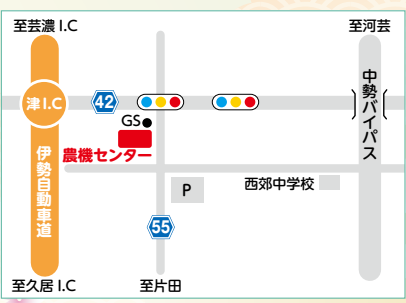 至芸濃 I.C
至河芸
津 I.C
42
中勢バイパス
GS
農機センター
伊勢自動車道
P
西郊中学校
55
至久居 I.C
至片田